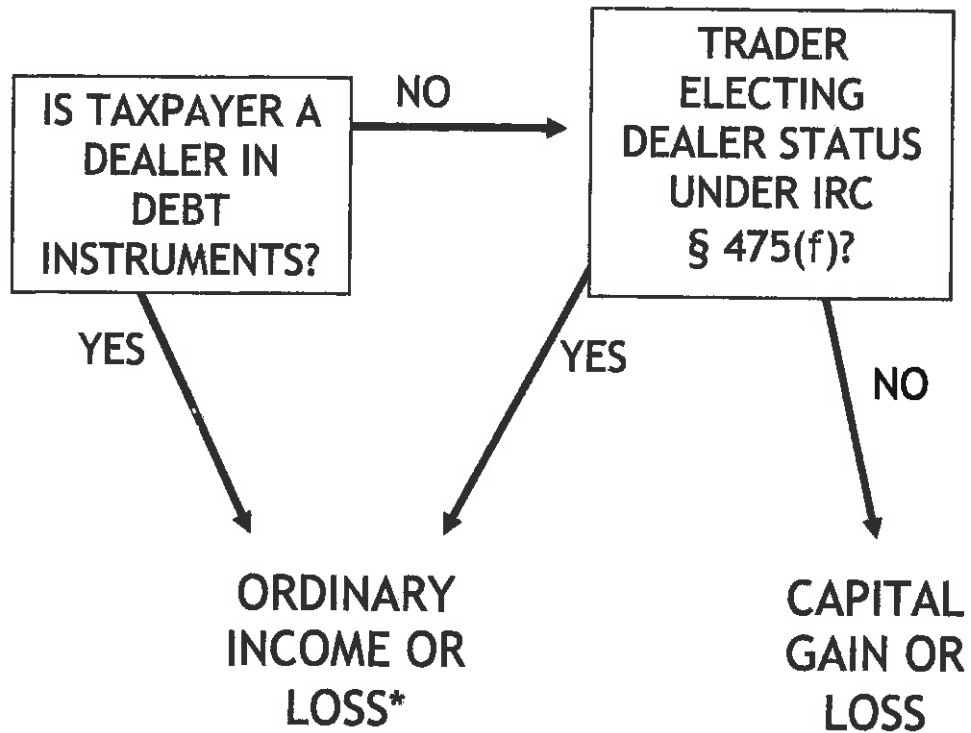 IS TAXPAYER A
DEALER IN
DEBT
INSTRUMENTS?
NO
TRADER
ELECTING
DEALER STATUS
UNDER IRC
§ 475(f)?
YES
YES
NO
ORDINARY
INCOME OR
LOSS*
CAPITAL
GAIN OR
LOSS